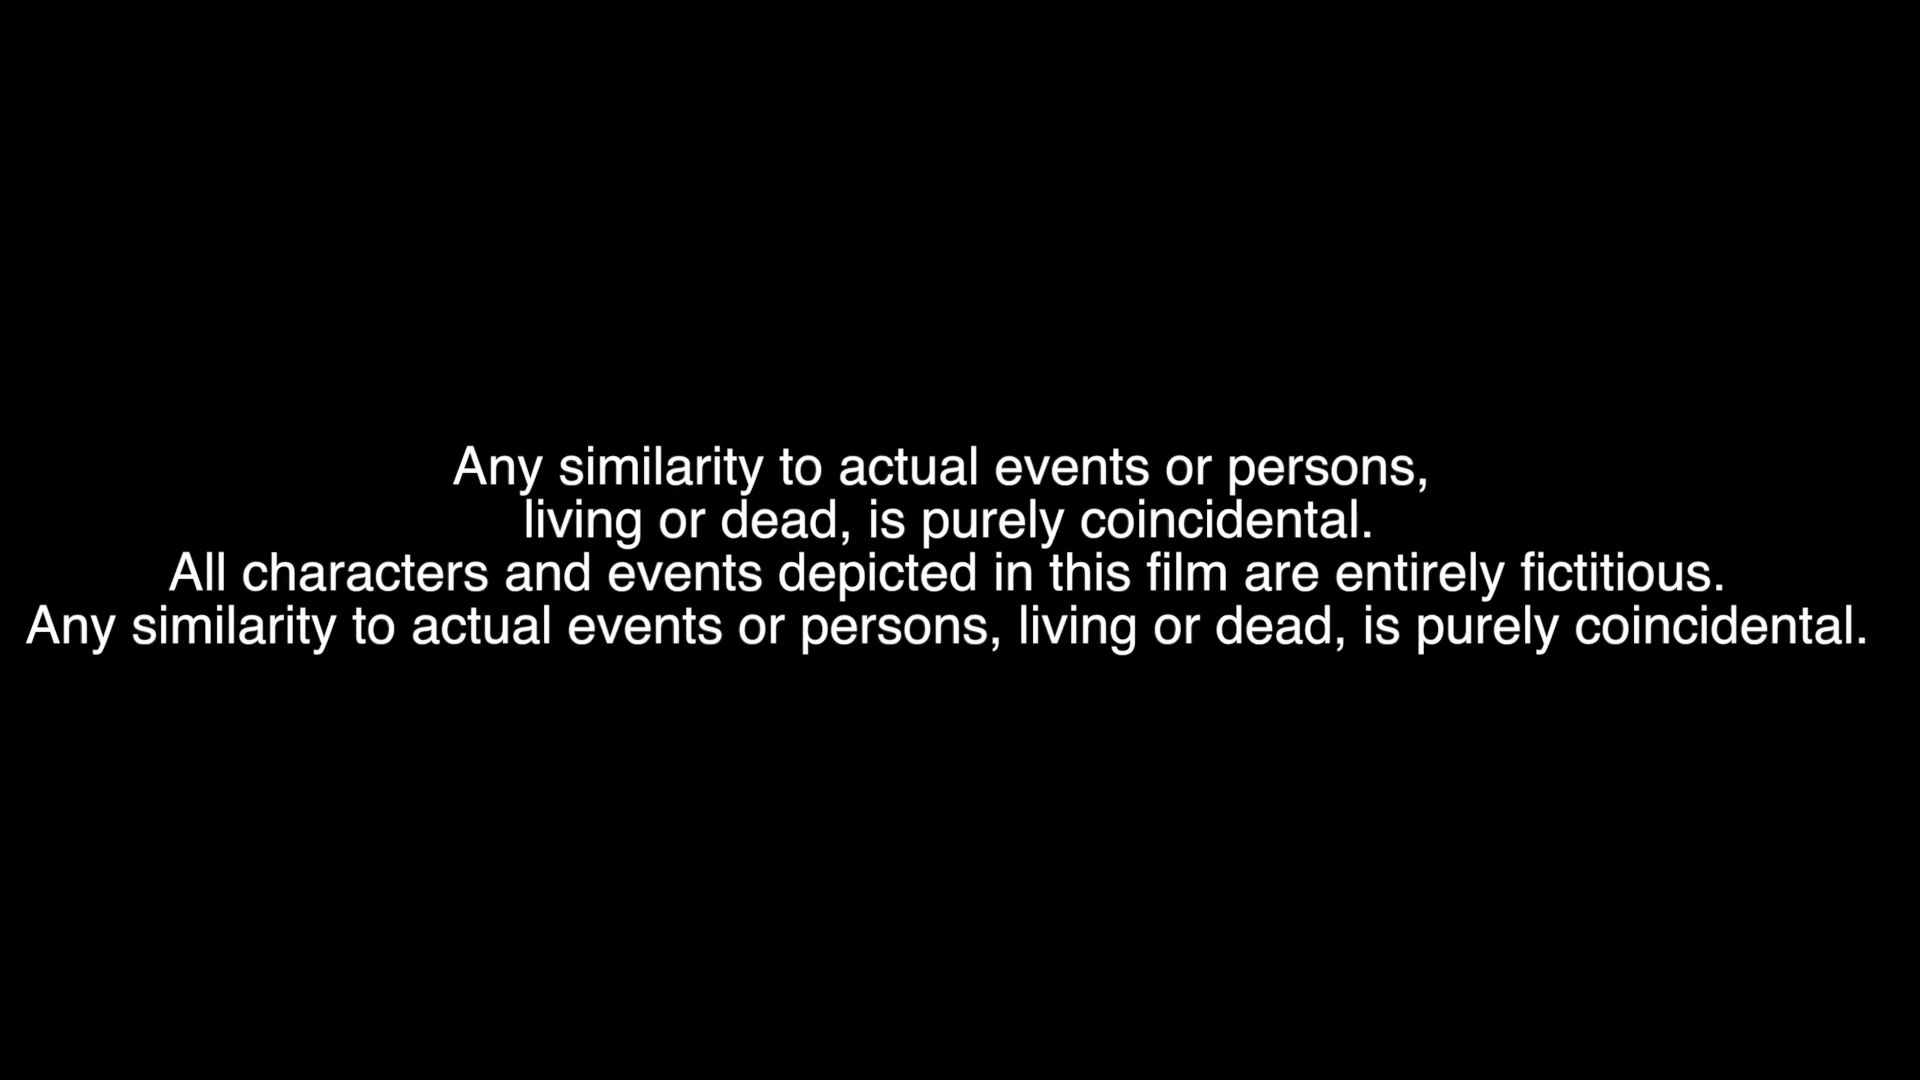 Any similarity to actual events or persons,
living or dead, is purely coincidental.
All characters and events depicted in this film are entirely fictitious.
Any similarity to actual events or persons, living or dead, is purely coincidental.